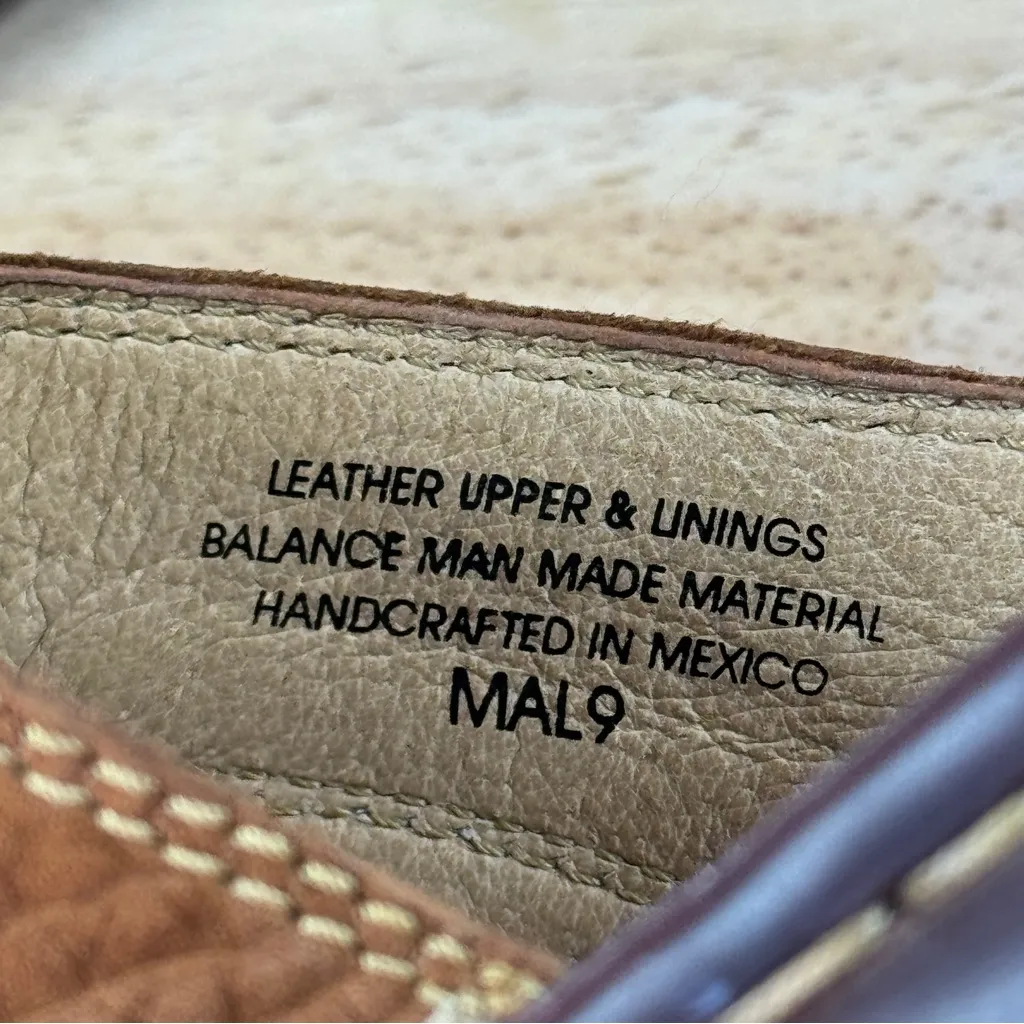 LEATHER UPPER & LININGS
BALANCE MAN MADE MATERIAL
HANDCRAFTED IN MEXICO
MAL9